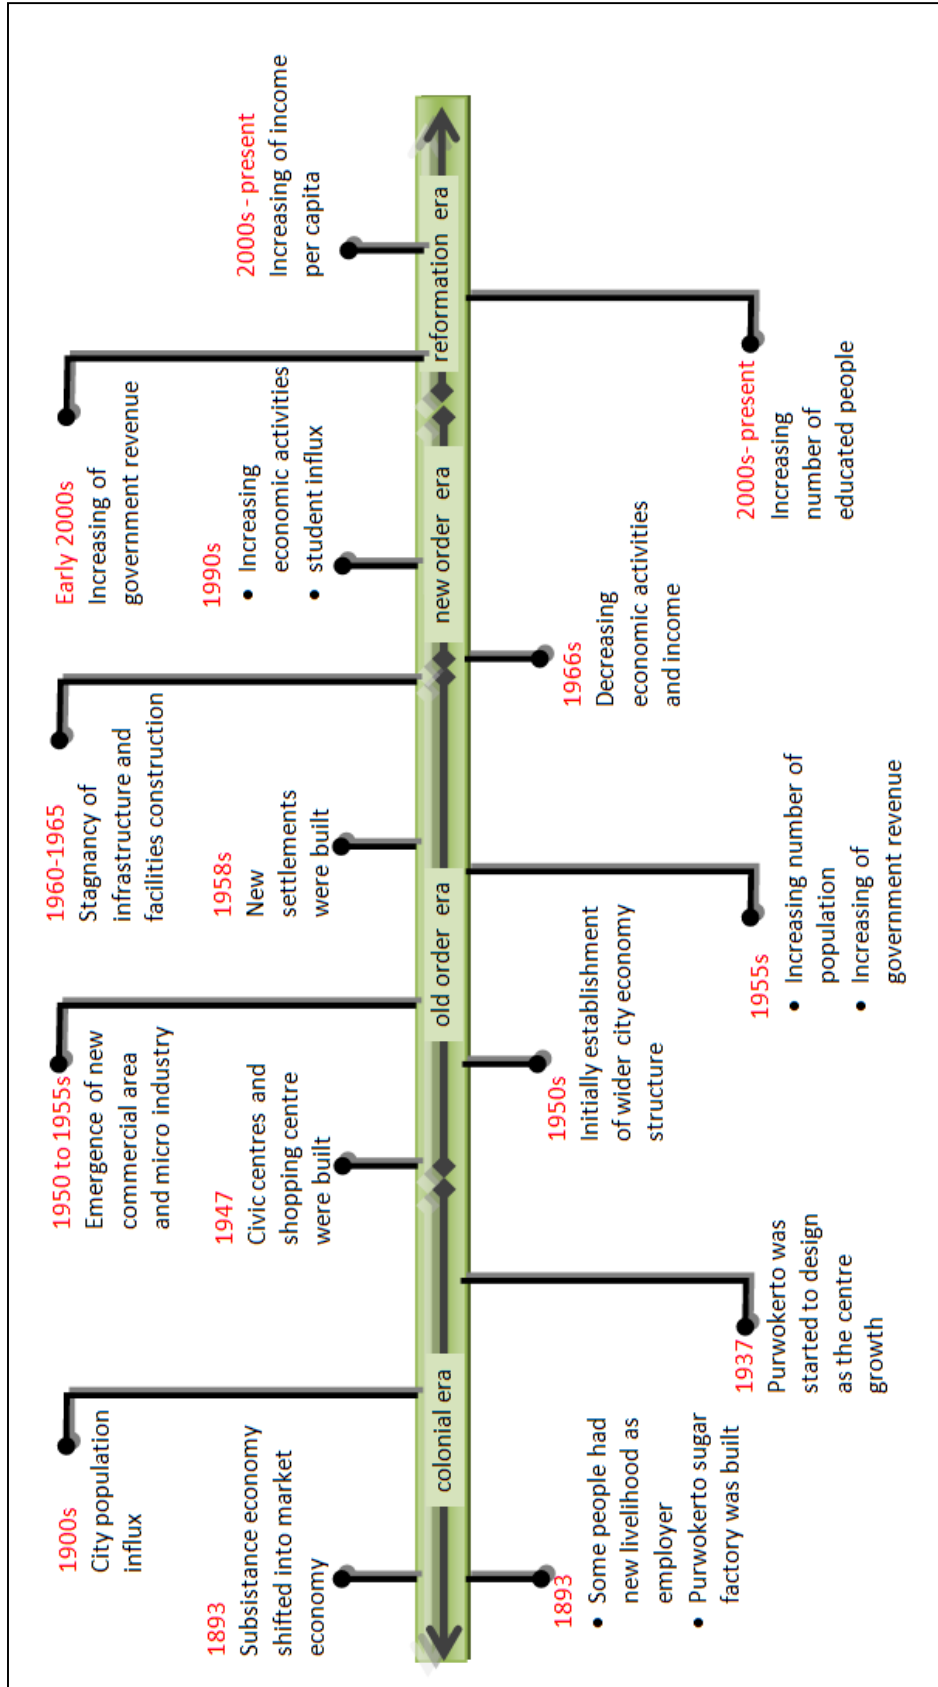 1900s
City population
influx
1893
Subsistance economy
shifted into market
economy
1950 to 1955s
Emergence of new
commercial area
and micro industry
1947
Civic centres and
shopping centre
were built
1960-1965
Stagnancy of
infrastructure and
facilities construction
1958s
New
settlements
were built
Early 2000s
Increasing of
government revenue
1990s
• Increasing
economic activities
• student influx
2000s - present
Increasing of income
per capita
colonial era
old order era
new order era
reformation era
1893
• Some people had
new livelihood as
employer
• Purwokerto sugar
factory was built
1937
Purwokerto was
started to design
as the centre
growth
1950s
Initially establishment
of wider city economy
structure
1955s
• Increasing number of
population
• Increasing of
government revenue
1966s
Decreasing
economic activities
and income
2000s- present
Increasing
number of
educated people